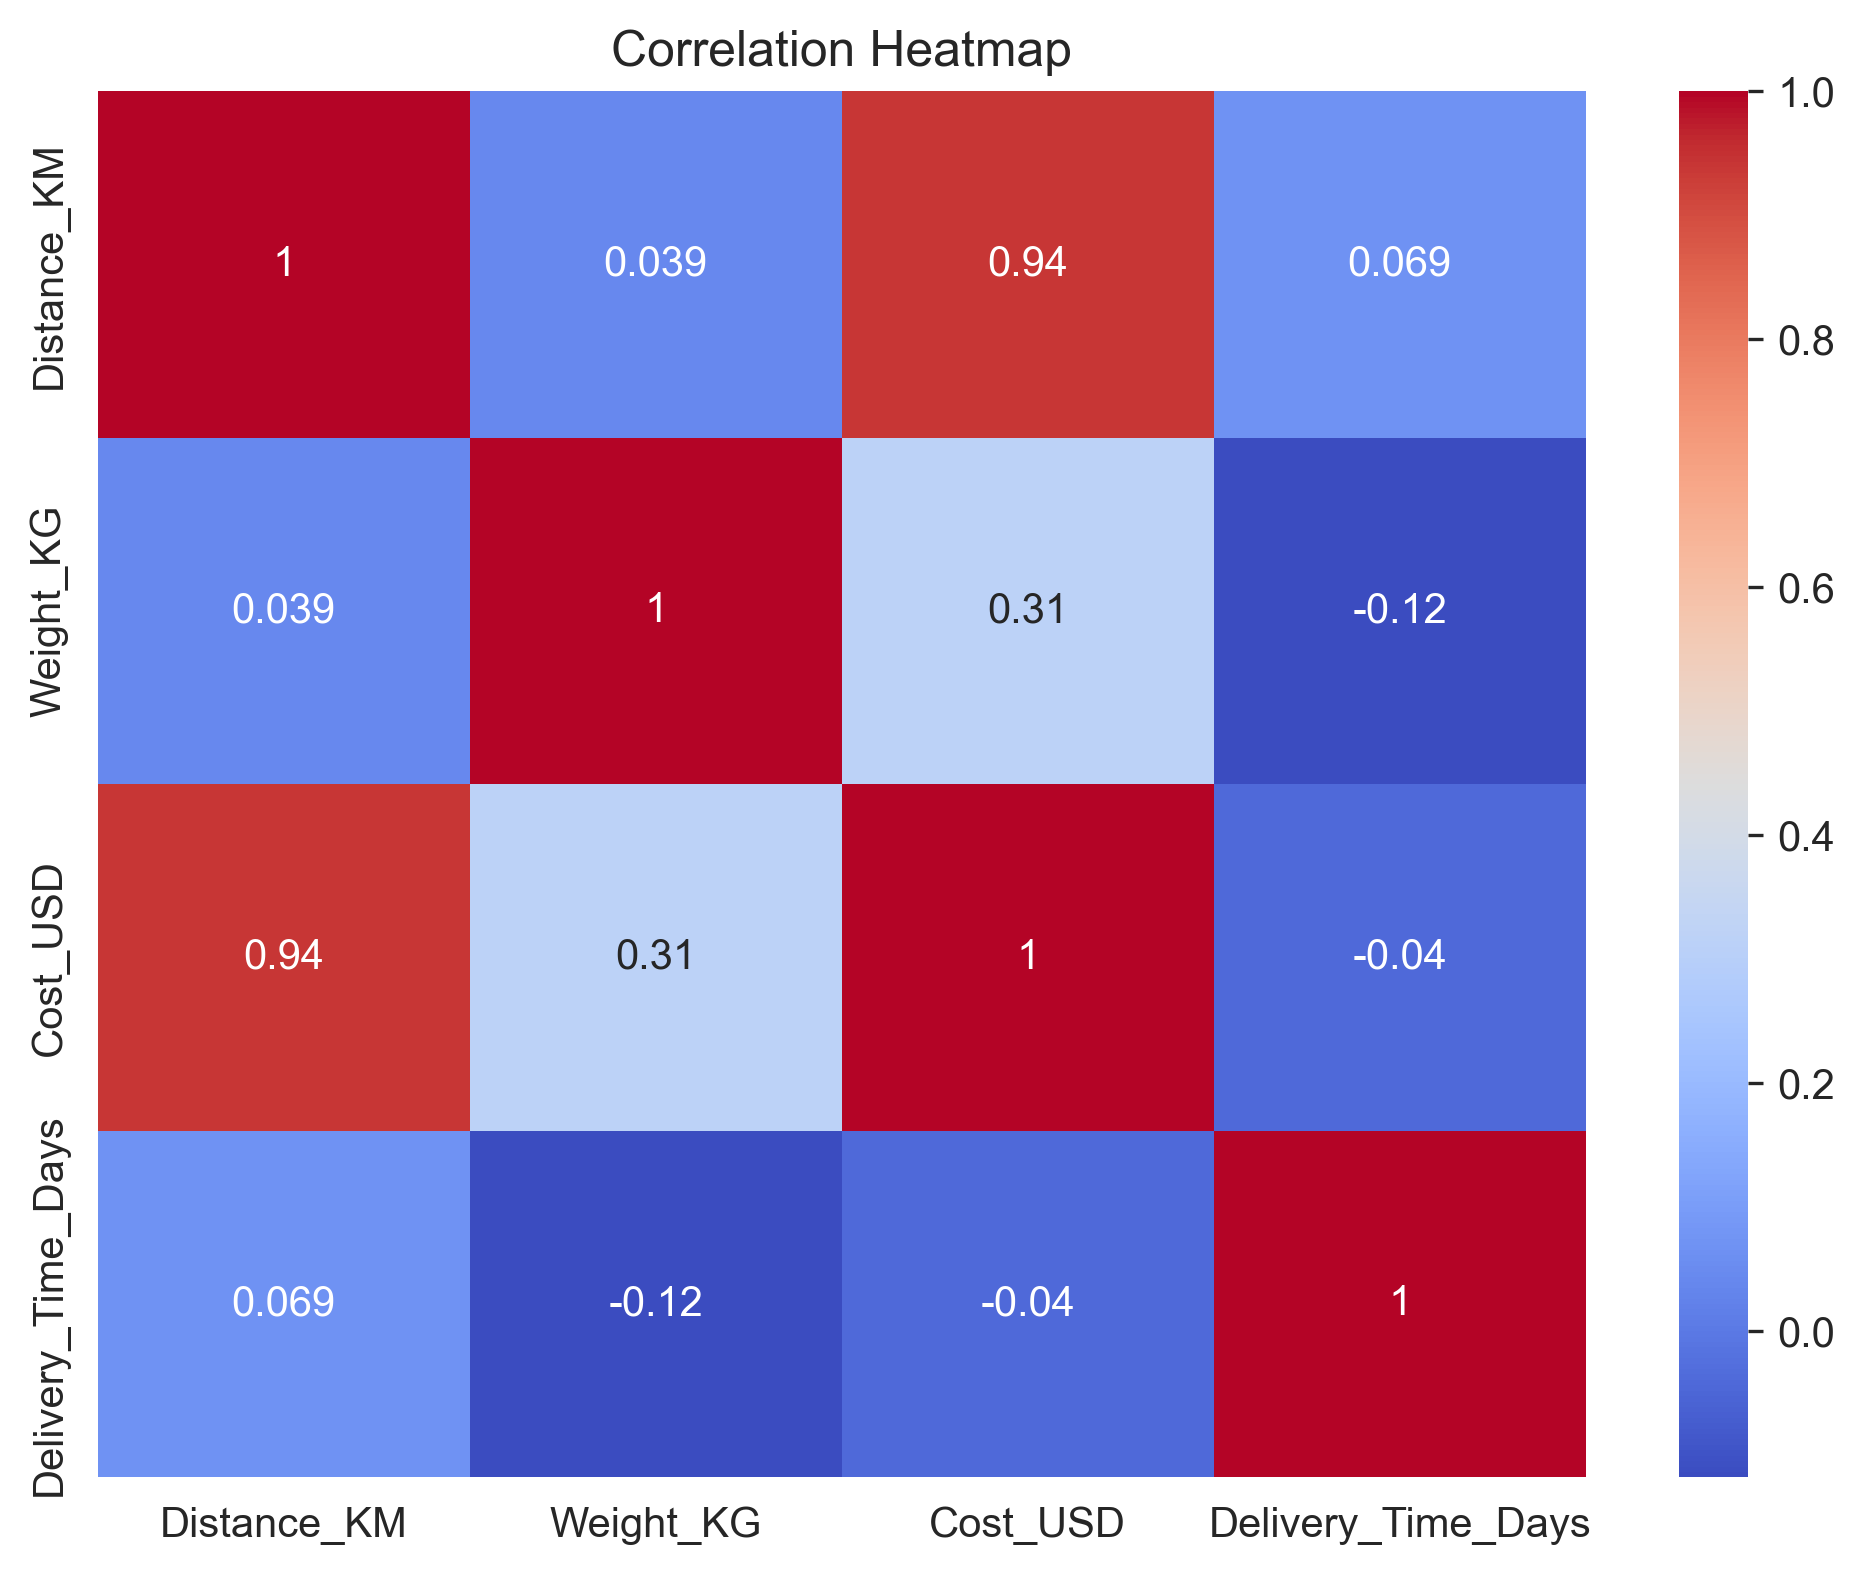 Correlation Heatmap
Distance_KM
1
0.039
0.94
0.069
Weight_KG
0.039
1
0.31
-0.12
Cost_USD
0.94
0.31
1
-0.04
Delivery_Time_Days
0.069
-0.12
-0.04
1
Distance_KM
Weight_KG
Cost_USD
Delivery_Time_Days
1.0
0.8
0.6
0.4
0.2
0.0